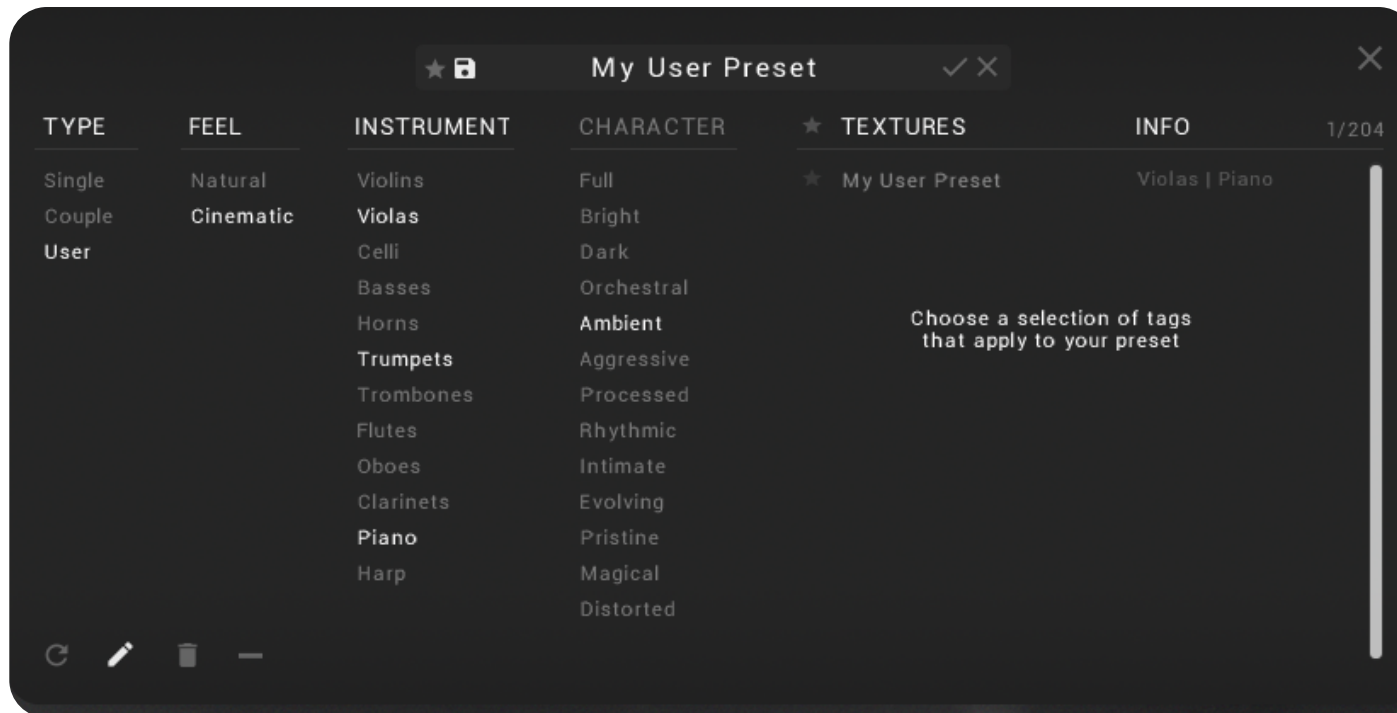 My User Preset
TYPE
FEEL
INSTRUMENT
CHARACTER
TEXTURES
INFO
1/204
Single
Couple
User
Natural
Cinematic
Violins
Violas
Celli
Basses
Horns
Trumpets
Trombones
Flutes
Oboes
Clarinets
Piano
Harp
Full
Bright
Dark
Orchestral
Ambient
Aggressive
Processed
Rhythmic
Intimate
Evolving
Pristine
Magical
Distorted
My User Preset
Violas | Piano
Choose a selection of tags
that apply to your preset